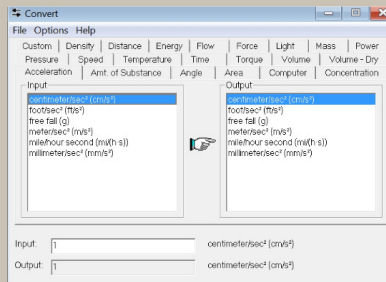 Convert
File Options Help
Custom Density Distance Energy Flow Force Light Mass Power
Pressure Speed Temperature Time Torque Volume Volume - Dry
Acceleration Amt. of Substance Angle Area Computer Concentration
Input Output
centimeter/sec² (cm/s²) centimeter/sec² (cm/s²)
foot/sec² (ft/s²) foot/sec² (ft/s²)
free fall (g) free fall (g)
meter/sec² (m/s²) meter/sec² (m/s²)
mile/hour second (mi/(h·s)) mile/hour second (mi/(h·s))
millimeter/sec² (mm/s²) millimeter/sec² (mm/s²)
Input: 1 centimeter/sec² (cm/s²)
Output: 1 centimeter/sec² (cm/s²)